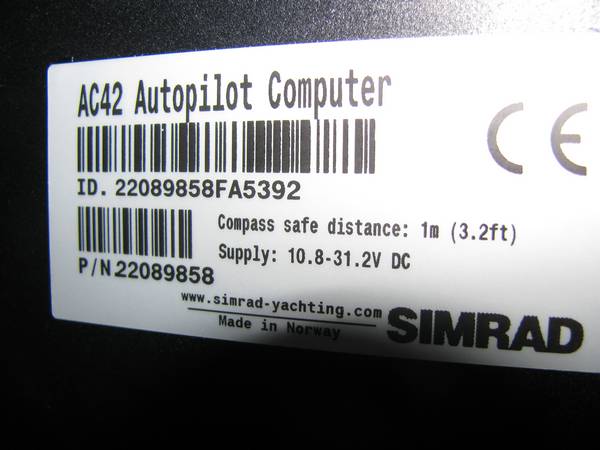 AC42 Autopilot Computer
CE
ID. 22089858FA5392
Compass safe distance: 1m (3.2ft)
Supply: 10.8-31.2V DC
P/N.22089858
www.simrad-yachting.com
Made in Norway
SIMRAD